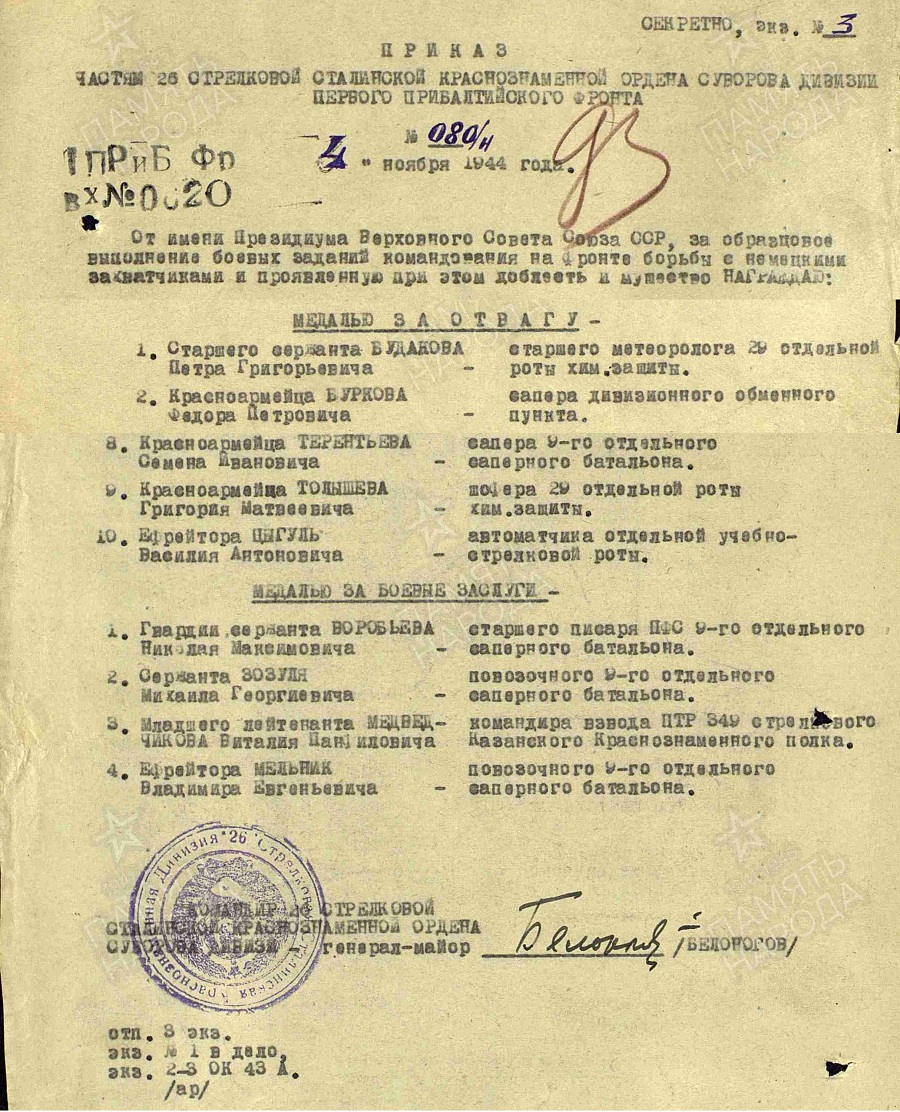 СЕКРЕТНО, экз. № 3
ПРИКАЗ
ЧАСТЯМ 26 СТРЕЛКОВОЙ СТАЛИНСКОЙ КРАСНОЗНАМЕННОЙ ОРДЕНА СУВОРОВА ДИВИЗИИ
ПЕРВОГО ПРИБАЛТИЙСКОГО ФРОНТА
№ 080/н
1 ПРиБ Фр
4 " ноября 1944 года.
вх №0620
От имени Президиума Верховного Совета Союза ССР, за образцовое
выполнение боевых заданий командования на фронте борьбы с немецкими
захватчиками и проявленную при этом доблесть и мужество НАГРАЖДАЮ:
МЕДАЛЬЮ ЗА ОТВАГУ -
1. Старшего сержанта БУДАКОВА старшего метеоролога 29 отдельной
Петра Григорьевича - роты хим.защиты.
2. Красноармейца БУРКОВА сапера дивизионного обменного
Федора Петровича - пункта.
8. Красноармейца ТЕРЕНТЬЕВА сапера 9-го отдельного
Семена Ивановича - саперного батальона.
9. Красноармейца ТОЛЫШЕВА шофера 29 отдельной роты
Григория Матвеевича - хим.защиты.
10. Ефрейтора ЦЫГУЛЬ автоматчика отдельной учебно-
Василия Антоновича - стрелковой роты.
МЕДАЛЬЮ ЗА БОЕВЫЕ ЗАСЛУГИ -
1. Гвардии сержанта ВОРОБЬЕВА старшего писаря ПФС 9-го отдельного
Николая Максимовича - саперного батальона.
2. Сержанта ЗОЗУЛЯ повозочного 9-го отдельного
Михаила Георгиевича - саперного батальона.
3. Младшего лейтенанта МЕДВЕД- командира взвода ПТР 349 стрелкового
ЧИКОВА Виталия Панфиловича Казанского Краснознаменного полка.
4. Ефрейтора МЕЛЬНИК повозочного 9-го отдельного
Владимира Евгеньевича - саперного батальона.
КОМАНДИР 26 СТРЕЛКОВОЙ
СТАЛИНСКОЙ КРАСНОЗНАМЕННОЙ ОРДЕНА
СУВОРОВА ДИВИЗИИ - генерал-майор /БЕЛОНОГОВ/
отп. 3 экз.
экз. № 1 в дело,
экз. 2-3 ОК 43 А.
/ар/
ПАМЯТЬ
НАРОДА